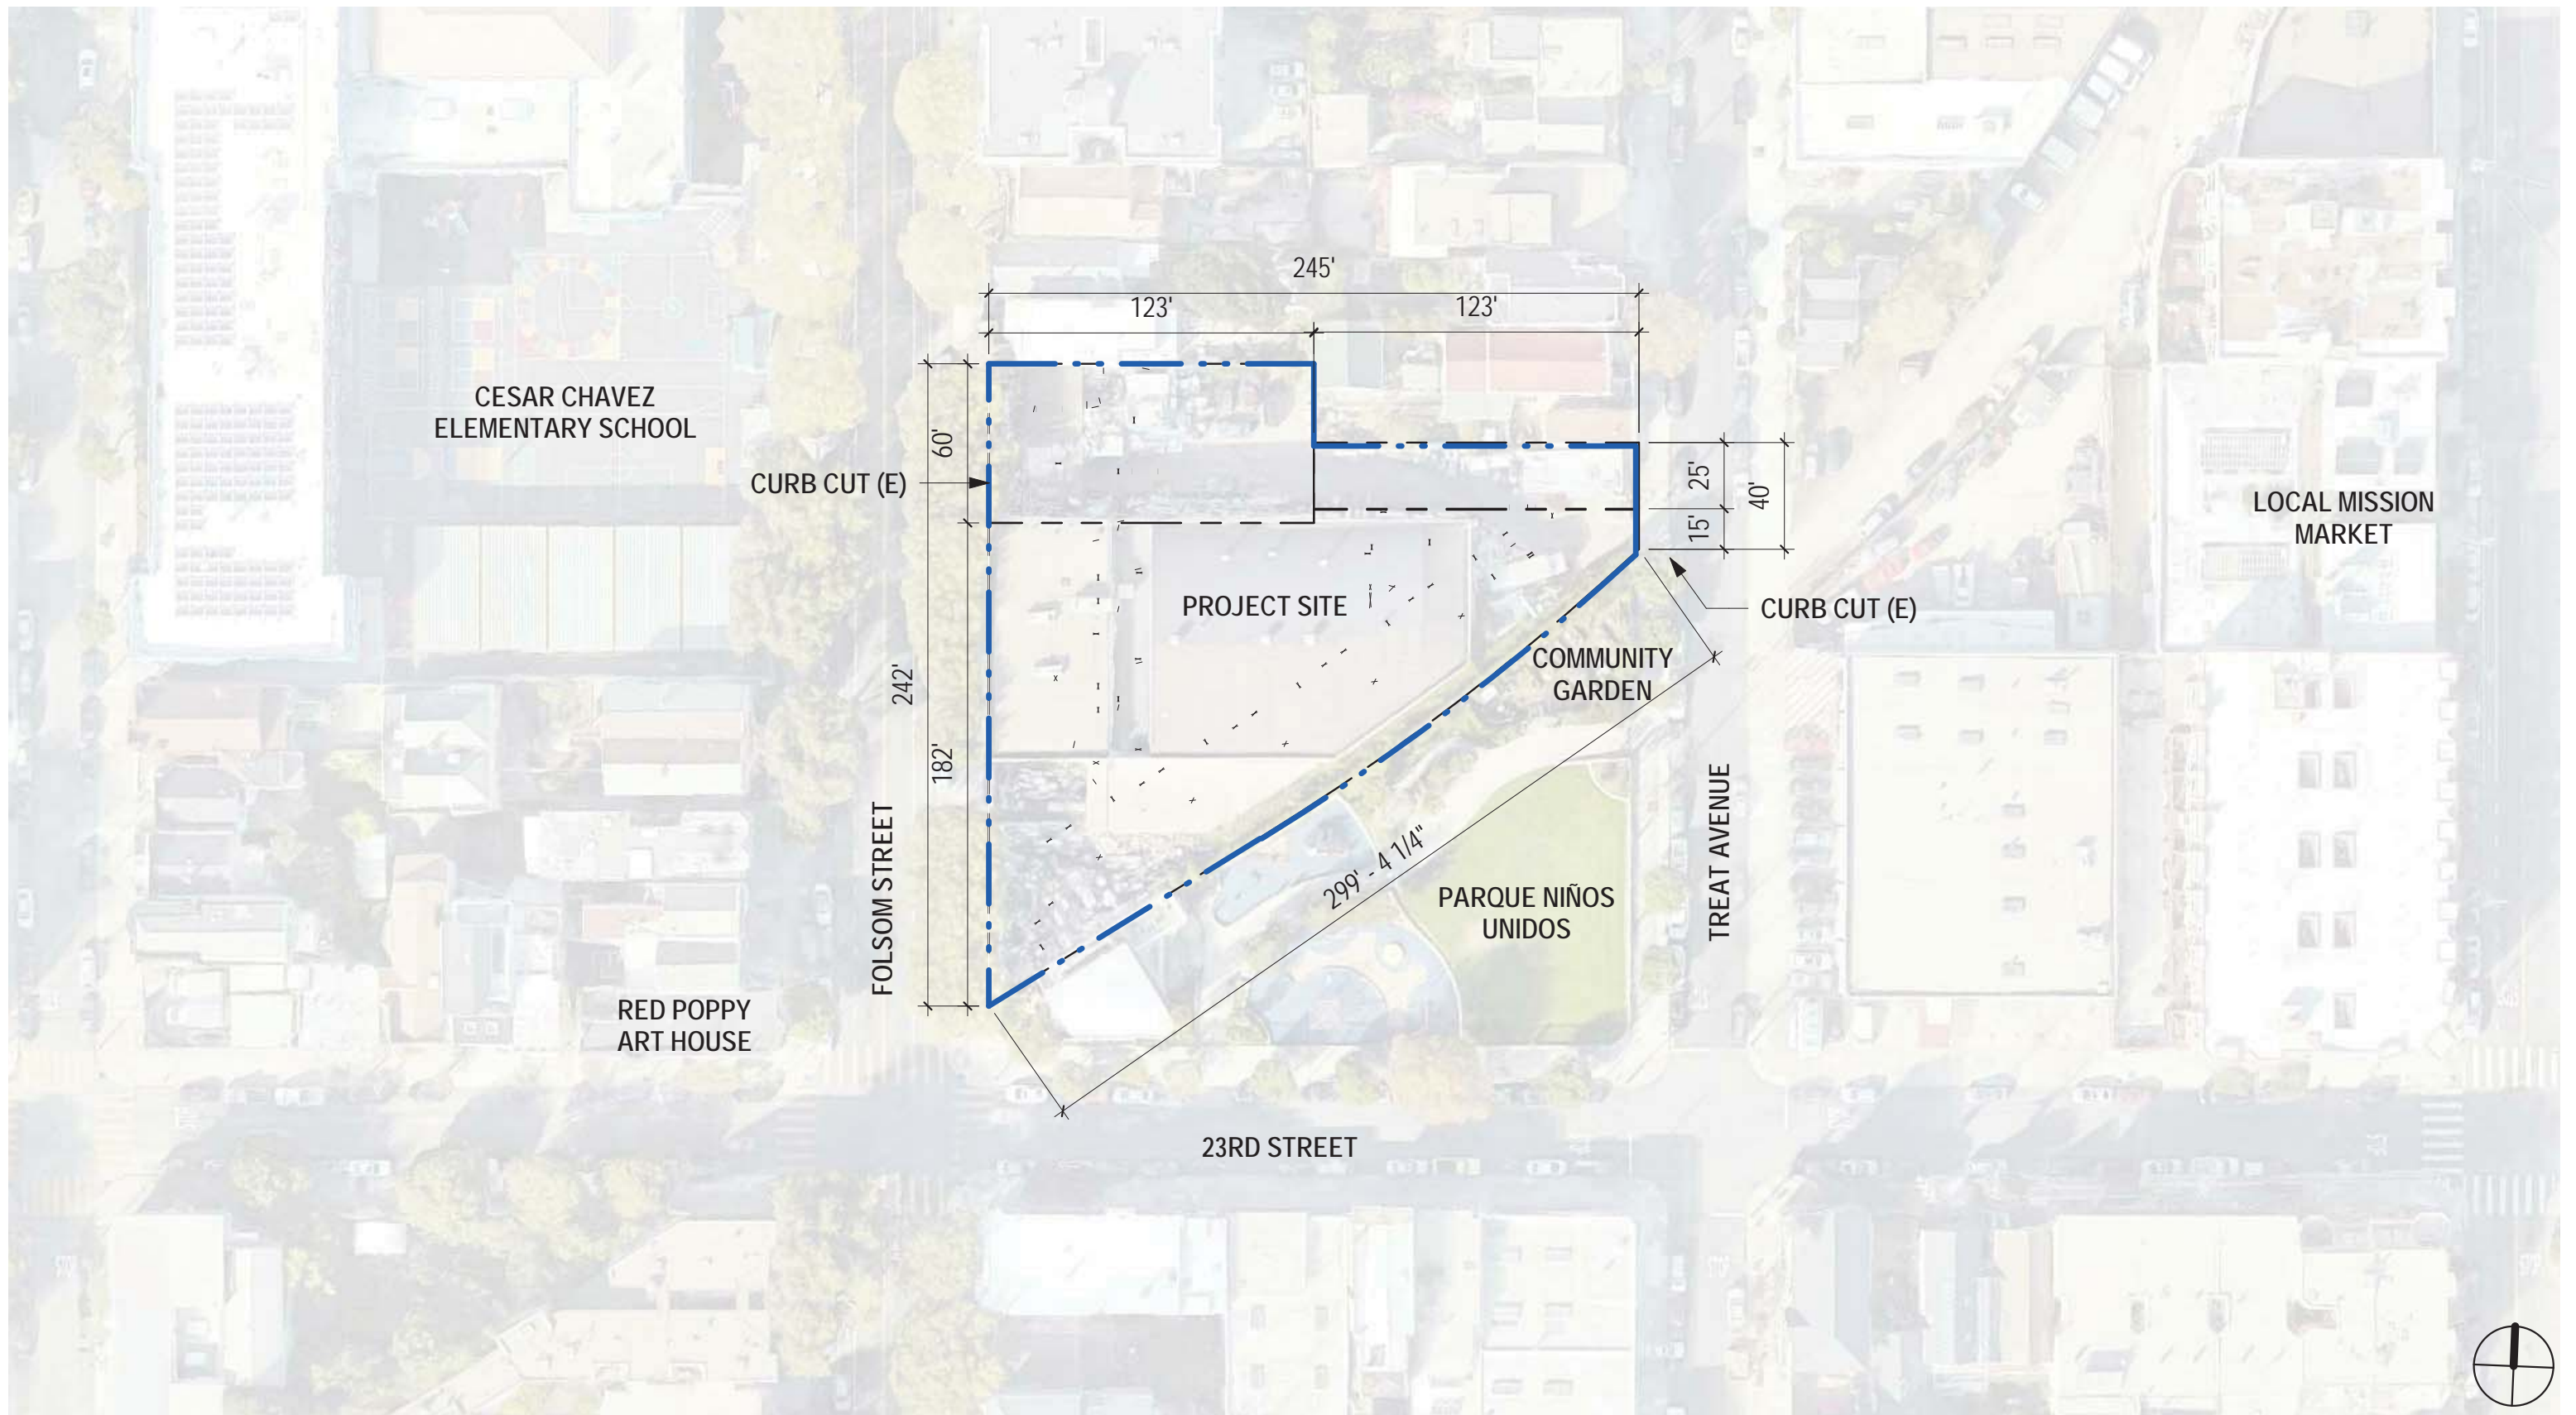 245'
123'
123'
CESAR CHAVEZ
ELEMENTARY SCHOOL
60'
CURB CUT (E)
25'
40'
15'
LOCAL MISSION
MARKET
PROJECT SITE
CURB CUT (E)
COMMUNITY
GARDEN
242'
182'
FOLSOM STREET
TREAT AVENUE
299' - 4 1/4"
PARQUE NIÑOS
UNIDOS
RED POPPY
ART HOUSE
23RD STREET